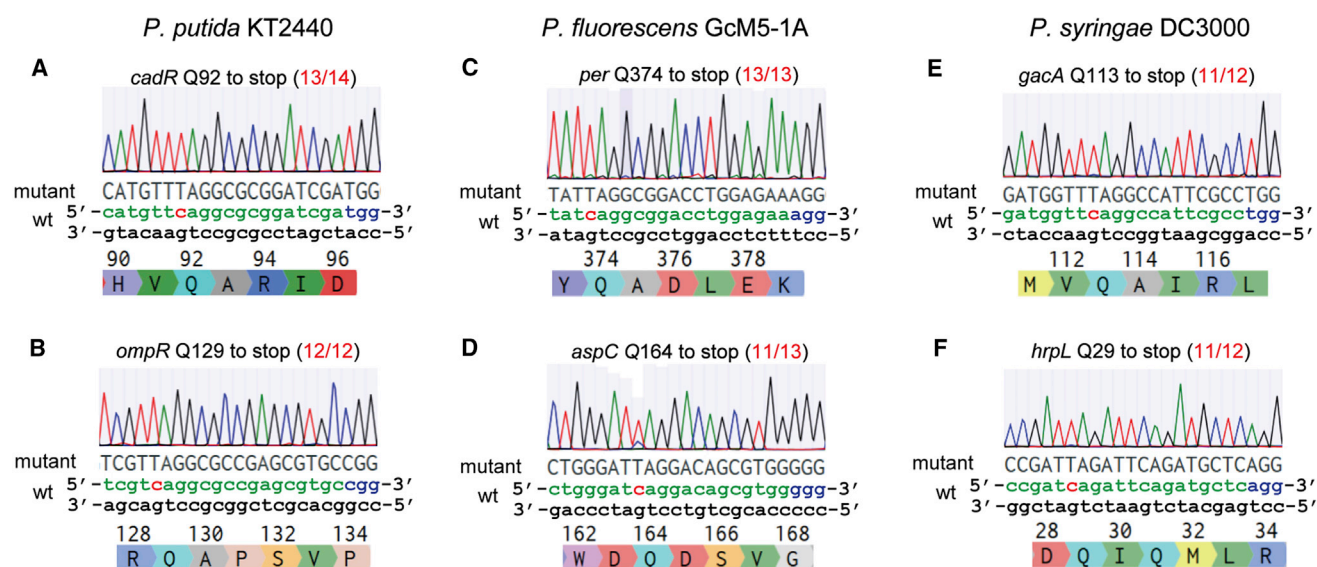 P. putida KT2440
A
cadR Q92 to stop (13/14)
CATGTTTAGGCGCGGATCGATGG
mutant
wt
5'-catgttcaggcgcggatcgatgg-3'
3'-gtacaagtccgcgcctagctacc-5'
90 92 94 96
H V Q A R I D
B
ompR Q129 to stop (12/12)
TCGTTAGGCGCCGAGCGTGCCGG
mutant
wt
5'-tcgtcaggcgccgagcgtgccgg-3'
3'-agcagtccgcggctcgcacggcc-5'
128 130 132 134
R Q A P S V P
P. fluorescens GcM5-1A
C
per Q374 to stop (13/13)
TATTAGGCGGACCTGGAGAAAGG
mutant
wt
5'-tatcaggcggacctggagaaagg-3'
3'-atagtccgcctggacctctttcc-5'
374 376 378
Y Q A D L E K
D
aspC Q164 to stop (11/13)
CTGGGATTAGGACAGCGTGGGGG
mutant
wt
5'-ctgggatcaggacagcgtggggg-3'
3'-gaccctagtcctgtcgcaccccc-5'
162 164 166 168
W D Q D S V G
P. syringae DC3000
E
gacA Q113 to stop (11/12)
GATGGTTTAGGCCATTCGCCTGG
mutant
wt
5'-gatggttcaggccattcgcctgg-3'
3'-ctaccaagtccggtaagcggacc-5'
112 114 116
M V Q A I R L
F
hrpL Q29 to stop (11/12)
CCGATTAGATTCAGATGCTCAGG
mutant
wt
5'-ccgatcagattcagatgctcagg-3'
3'-ggctagtctaagtctacgagtcc-5'
28 30 32 34
D Q I Q M L R